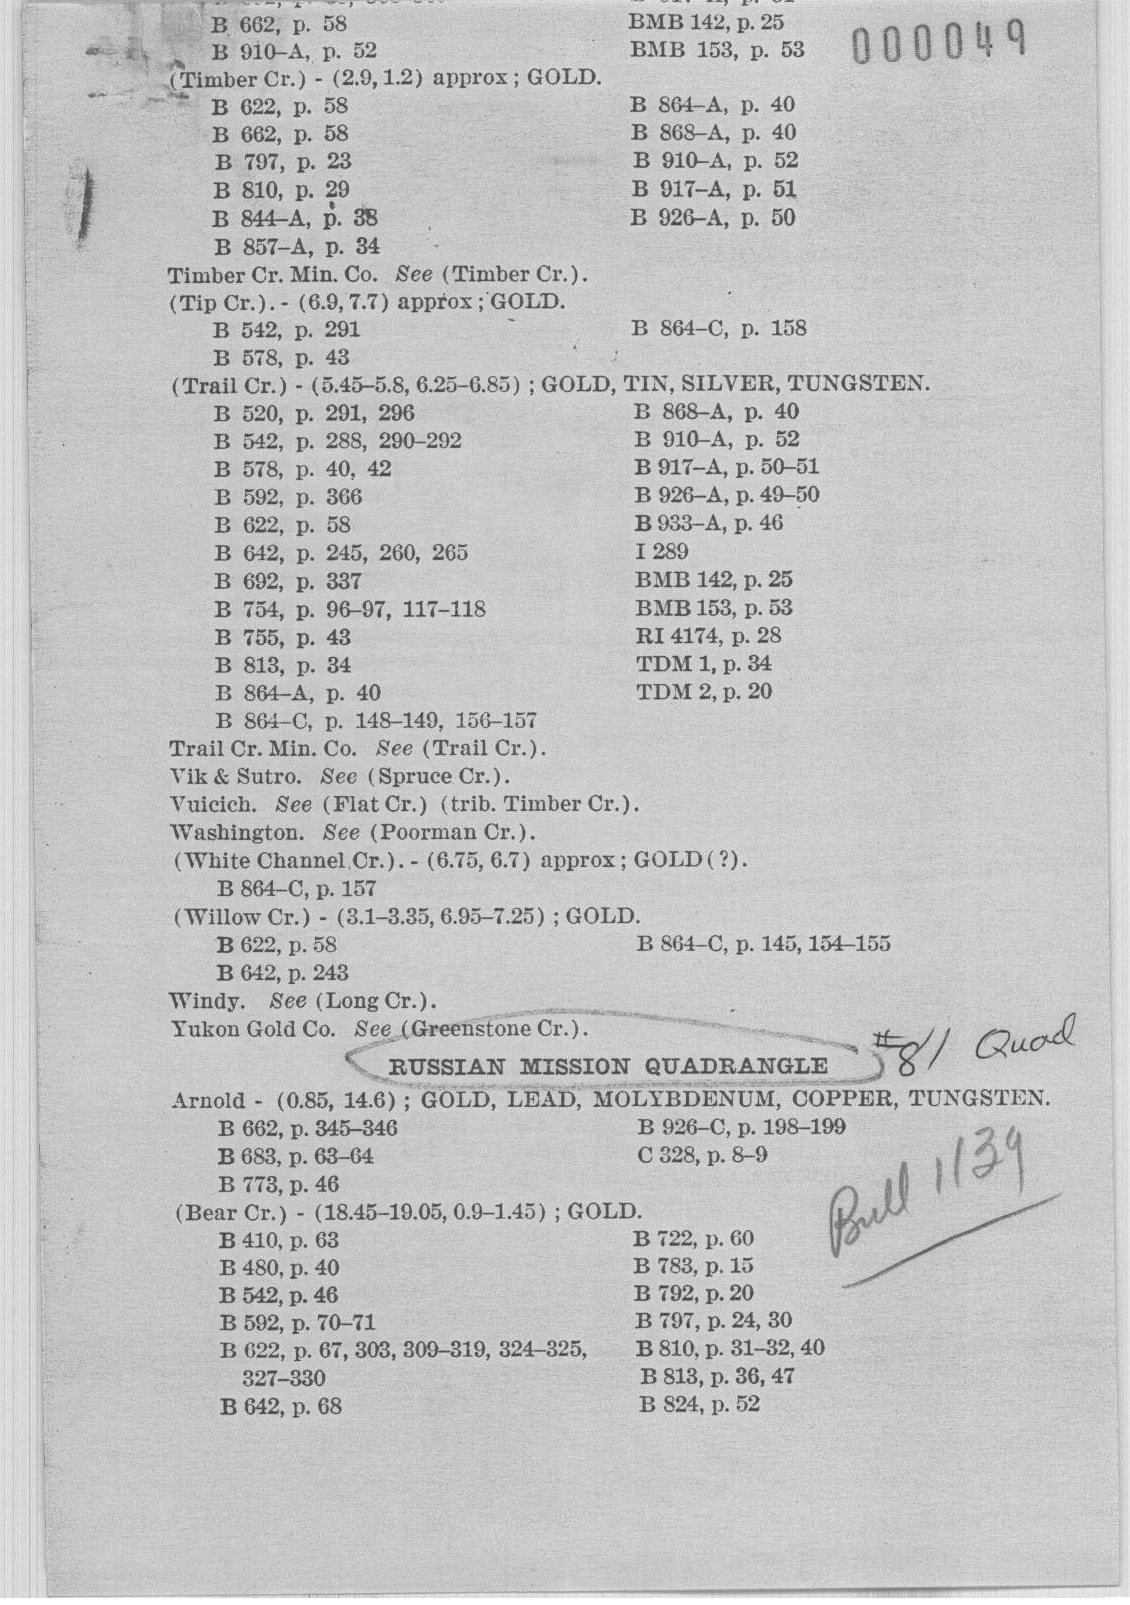 B 662, p. 58
BMB 142, p. 25
B 910–A, p. 52
BMB 153, p. 53
000049
(Timber Cr.) - (2.9, 1.2) approx ; GOLD.
B 622, p. 58
B 864–A, p. 40
B 662, p. 58
B 868–A, p. 40
B 797, p. 23
B 910–A, p. 52
B 810, p. 29
B 917–A, p. 51
B 844–A, p. 38
B 926–A, p. 50
B 857–A, p. 34
Timber Cr. Min. Co. See (Timber Cr.).
(Tip Cr.). - (6.9, 7.7) approx ; GOLD.
B 542, p. 291
B 864–C, p. 158
B 578, p. 43
(Trail Cr.) - (5.45–5.8, 6.25–6.85) ; GOLD, TIN, SILVER, TUNGSTEN.
B 520, p. 291, 296
B 868–A, p. 40
B 542, p. 288, 290–292
B 910–A, p. 52
B 578, p. 40, 42
B 917–A, p. 50–51
B 592, p. 366
B 926–A, p. 49–50
B 622, p. 58
B 933–A, p. 46
B 642, p. 245, 260, 265
I 289
B 692, p. 337
BMB 142, p. 25
B 754, p. 96–97, 117–118
BMB 153, p. 53
B 755, p. 43
RI 4174, p. 28
B 813, p. 34
TDM 1, p. 34
B 864–A, p. 40
TDM 2, p. 20
B 864–C, p. 148–149, 156–157
Trail Cr. Min. Co. See (Trail Cr.).
Vik & Sutro. See (Spruce Cr.).
Vuicich. See (Flat Cr.) (trib. Timber Cr.).
Washington. See (Poorman Cr.).
(White Channel Cr.). - (6.75, 6.7) approx ; GOLD (?).
B 864–C, p. 157
(Willow Cr.) - (3.1–3.35, 6.95–7.25) ; GOLD.
B 622, p. 58
B 864–C, p. 145, 154–155
B 642, p. 243
Windy. See (Long Cr.).
Yukon Gold Co. See (Greenstone Cr.).
RUSSIAN MISSION QUADRANGLE
#81 Quad
Arnold - (0.85, 14.6) ; GOLD, LEAD, MOLYBDENUM, COPPER, TUNGSTEN.
B 662, p. 345–346
B 926–C, p. 198–199
B 683, p. 63–64
C 328, p. 8–9
B 773, p. 46
Bull 1139
(Bear Cr.) - (18.45–19.05, 0.9–1.45) ; GOLD.
B 410, p. 63
B 722, p. 60
B 480, p. 40
B 783, p. 15
B 542, p. 46
B 792, p. 20
B 592, p. 70–71
B 797, p. 24, 30
B 622, p. 67, 303, 309–319, 324–325,
B 810, p. 31–32, 40
327–330
B 813, p. 36, 47
B 642, p. 68
B 824, p. 52